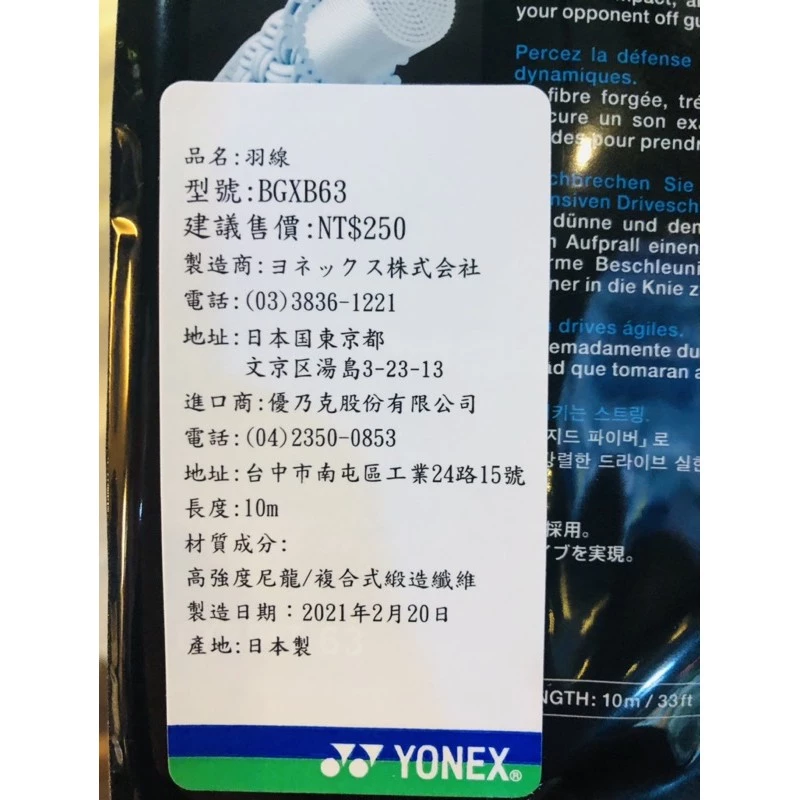 your opponent off gu
Percez la défense
dynamiques.
fibre forgée, tré
cure un son ex
des pour prendr
chbrechen Sie
nsiven Drivesch
dünne und den
n Aufprall einen
rme Beschleuni
ner in die Knie z
drives ágiles.
emadamente du
ad que tomaran a
키는 스트링.
지드 파이버」로
강렬한 드라이브 실현
採用。
イブを実現。
NGTH: 10m / 33ft
品名:羽線
型號:BGXB63
建議售價:NT$250
製造商:ヨネックス株式会社
電話:(03)3836-1221
地址:日本国東京都
文京区湯島3-23-13
進口商:優乃克股份有限公司
電話:(04)2350-0853
地址:台中市南屯區工業24路15號
長度:10m
材質成分:
高強度尼龍/複合式緞造纖維
製造日期：2021年2月20日
產地:日本製
YONEX®